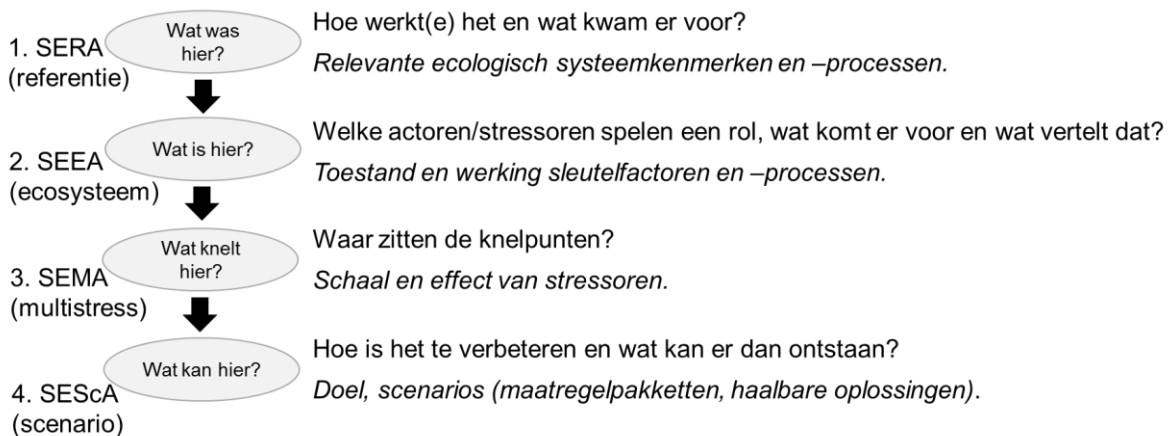 1. SERA
(referentie)
Wat was
hier?
Hoe werkt(e) het en wat kwam er voor?
Relevante ecologisch systeemkenmerken en –processen.
2. SEEA
(ecosysteem)
Wat is hier?
Welke actoren/stressoren spelen een rol, wat komt er voor en wat vertelt dat?
Toestand en werking sleutelfactoren en –processen.
3. SEMA
(multistress)
Wat knelt
hier?
Waar zitten de knelpunten?
Schaal en effect van stressoren.
4. SEScA
(scenario)
Wat kan hier?
Hoe is het te verbeteren en wat kan er dan ontstaan?
Doel, scenarios (maatregelpakketten, haalbare oplossingen).